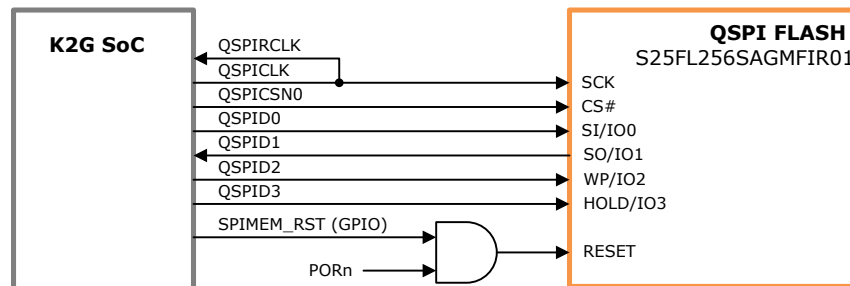 K2G SoC
QSPI FLASH
S25FL256SAGMFIR01
QSPIRCLK
QSPICLK
SCK
QSPICSN0
CS#
QSPID0
SI/IO0
QSPID1
SO/IO1
QSPID2
WP/IO2
QSPID3
HOLD/IO3
SPIMEM_RST (GPIO)
RESET
PORn